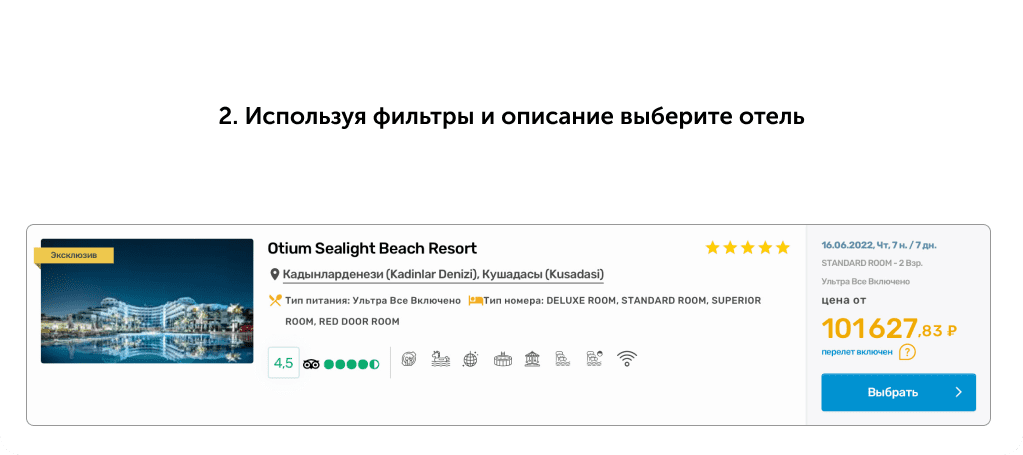 2. Используя фильтры и описание выберите отель
Эксклюзив
Otium Sealight Beach Resort
Кадынларденези (Kadinlar Denizi), Кушадасы (Kusadasi)
Тип питания: Ультра Все Включено Тип номера: DELUXE ROOM, STANDARD ROOM, SUPERIOR
ROOM, RED DOOR ROOM
4,5
16.06.2022, Чт, 7 н. / 7 дн.
STANDARD ROOM - 2 Взр.
Ультра Все Включено
цена от
101 627,83 ₽
перелет включен ?
Выбрать